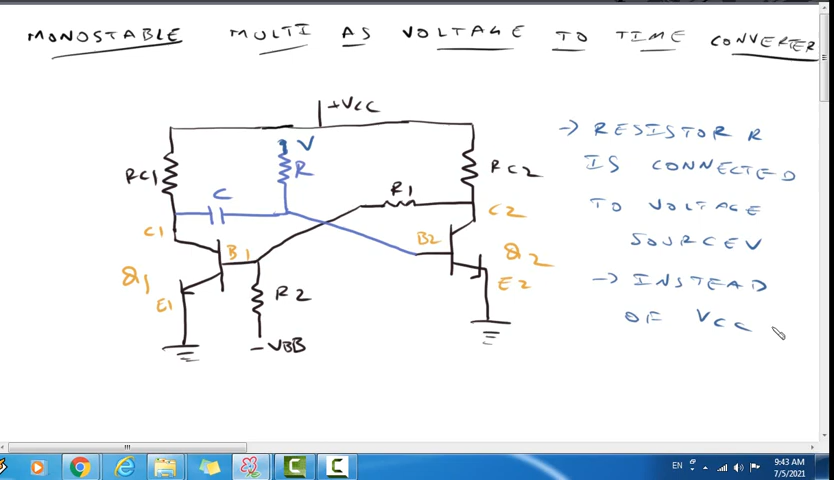 MONOSTABLE MULTI AS VOLTAGE TO TIME CONVERTER
+VCC
V
RC1
R
RC2
C
R1
C1
C2
B1
B2
Q1
Q2
E1
E2
R2
-VBB
→ RESISTOR R
IS CONNECTED
TO VOLTAGE
SOURCE V
→ INSTEAD
OF VCC
EN
9:43 AM
7/5/2021